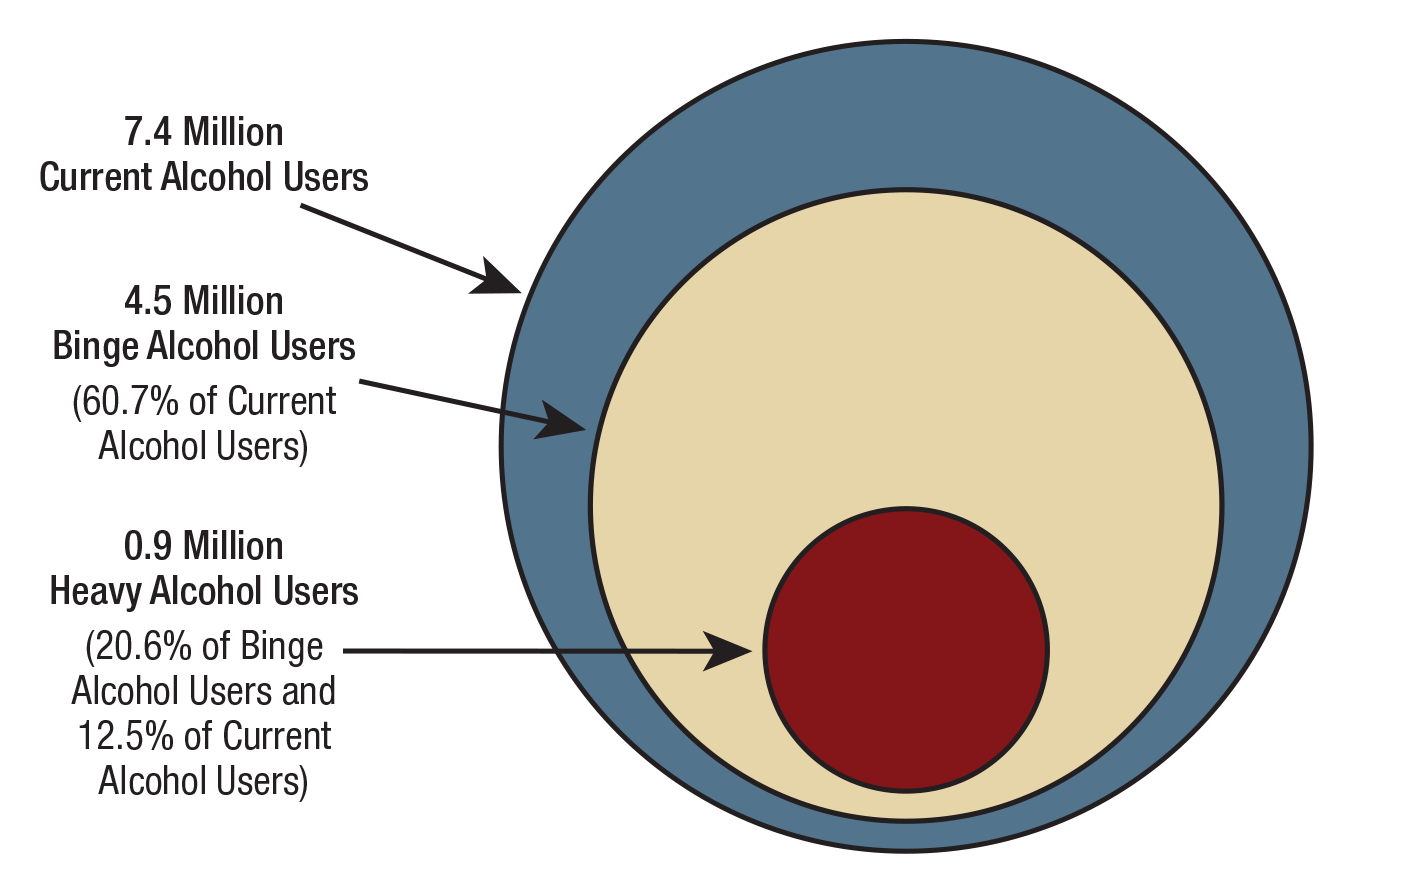 7.4 Million
Current Alcohol Users
4.5 Million
Binge Alcohol Users
(60.7% of Current
Alcohol Users)
0.9 Million
Heavy Alcohol Users
(20.6% of Binge
Alcohol Users and
12.5% of Current
Alcohol Users)